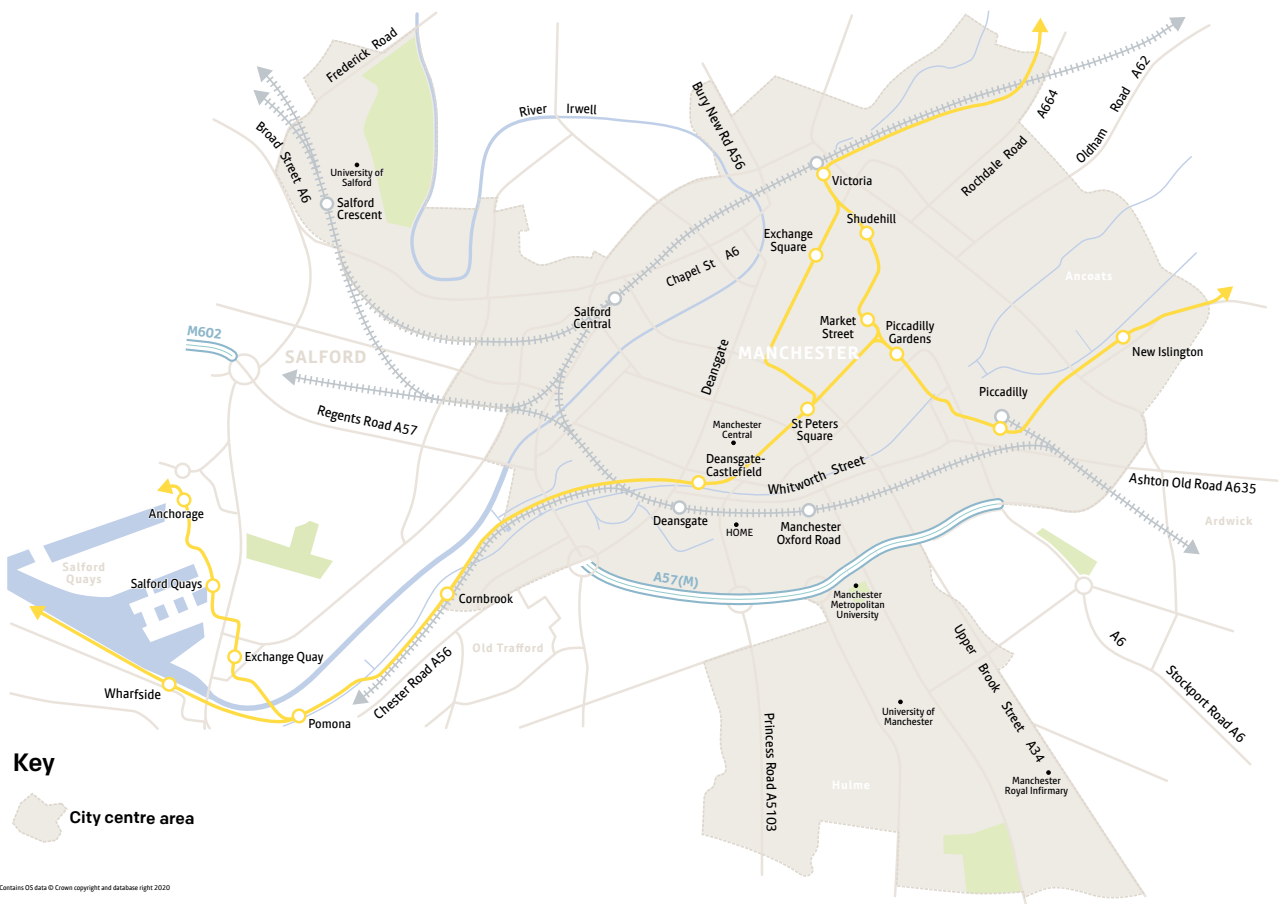 Frederick Road
River Irwell
Bury New Rd A56
A664
Oldham Road A62
Broad Street A6
University of
Salford
Rochdale Road
Salford
Crescent
Victoria
Shudehill
Exchange
Square
Chapel St A6
Ancoats
Salford
Central
Market
Street
Piccadilly
Gardens
M602
SALFORD
MANCHESTER
New Islington
Deansgate
Piccadilly
Regents Road A57
Manchester
Central
St Peters
Square
Deansgate-
Castlefield
Whitworth Street
Ashton Old Road A635
Anchorage
Deansgate
HOME
Manchester
Oxford Road
Ardwick
Salford
Quays
Salford Quays
A57(M)
Cornbrook
Manchester
Metropolitan
University
Old Trafford
Upper Brook Street A34
A6
Exchange Quay
Chester Road A56
Stockport Road A6
Wharfside
Pomona
University of
Manchester
Princess Road A5103
Hulme
Manchester
Royal Infirmary
Key
City centre area
Contains OS data © Crown copyright and database right 2020